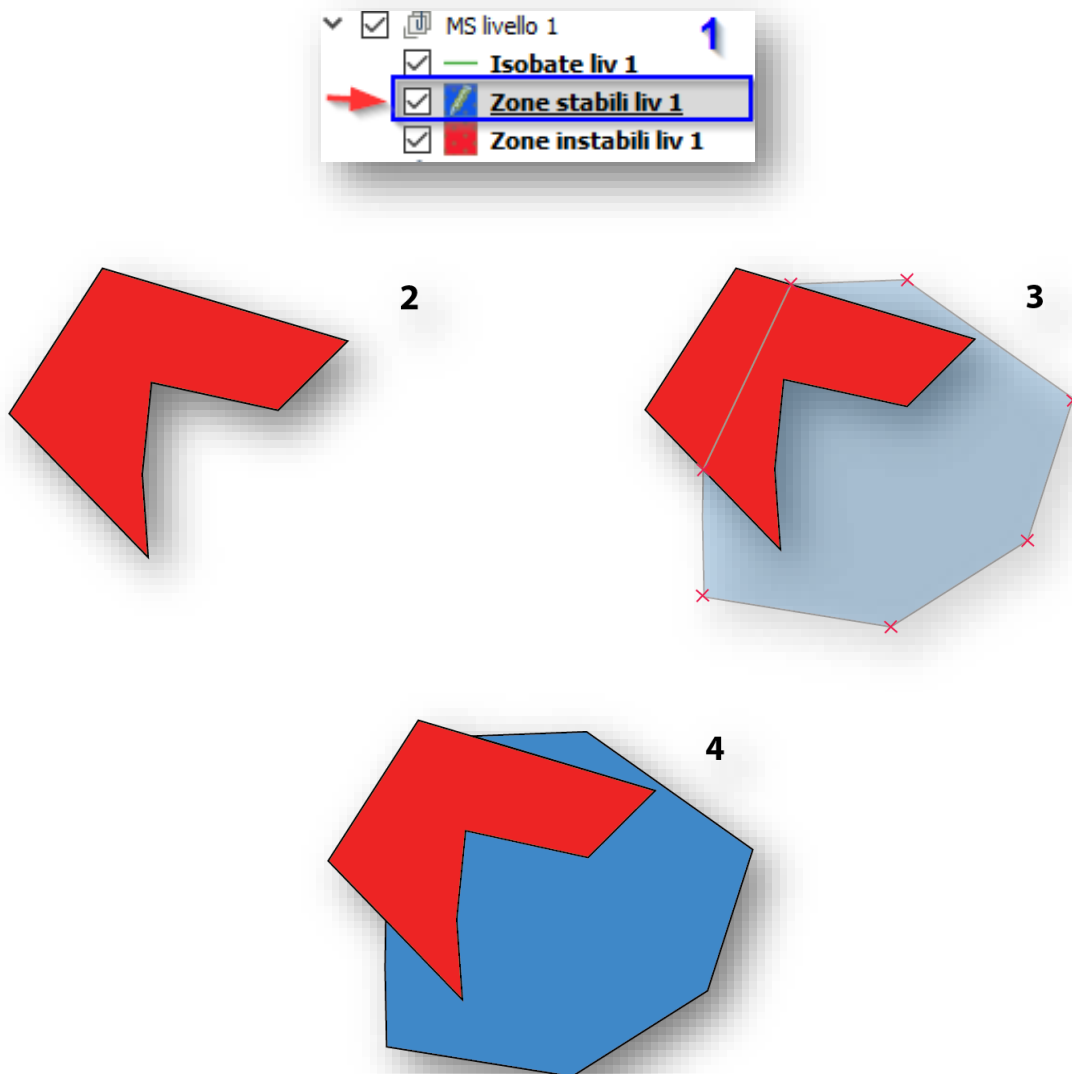 MS livello 1
1
Isobate liv 1
Zone stabili liv 1
Zone instabili liv 1
2
3
4